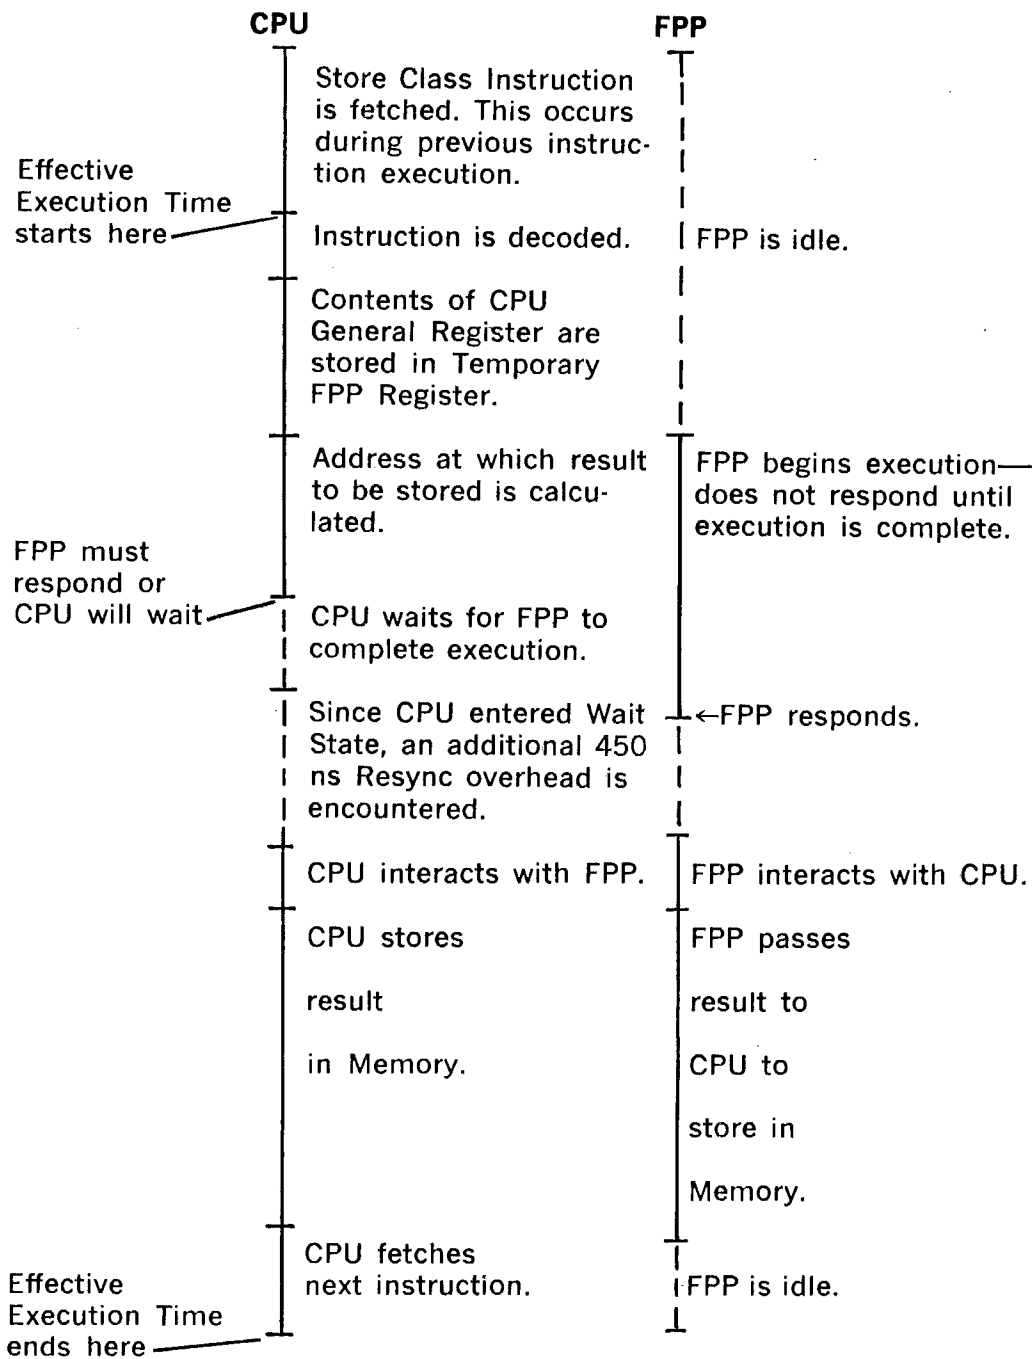 CPU
FPP
Store Class Instruction
is fetched. This occurs
during previous instruc-
tion execution.
Effective
Execution Time
starts here
Instruction is decoded.
FPP is idle.
Contents of CPU
General Register are
stored in Temporary
FPP Register.
Address at which result
to be stored is calcu-
lated.
FPP begins execution—
does not respond until
execution is complete.
FPP must
respond or
CPU will wait
CPU waits for FPP to
complete execution.
Since CPU entered Wait
State, an additional 450
ns Resync overhead is
encountered.
←FPP responds.
CPU interacts with FPP.
FPP interacts with CPU.
CPU stores
result
in Memory.
FPP passes
result to
CPU to
store in
Memory.
CPU fetches
next instruction.
FPP is idle.
Effective
Execution Time
ends here